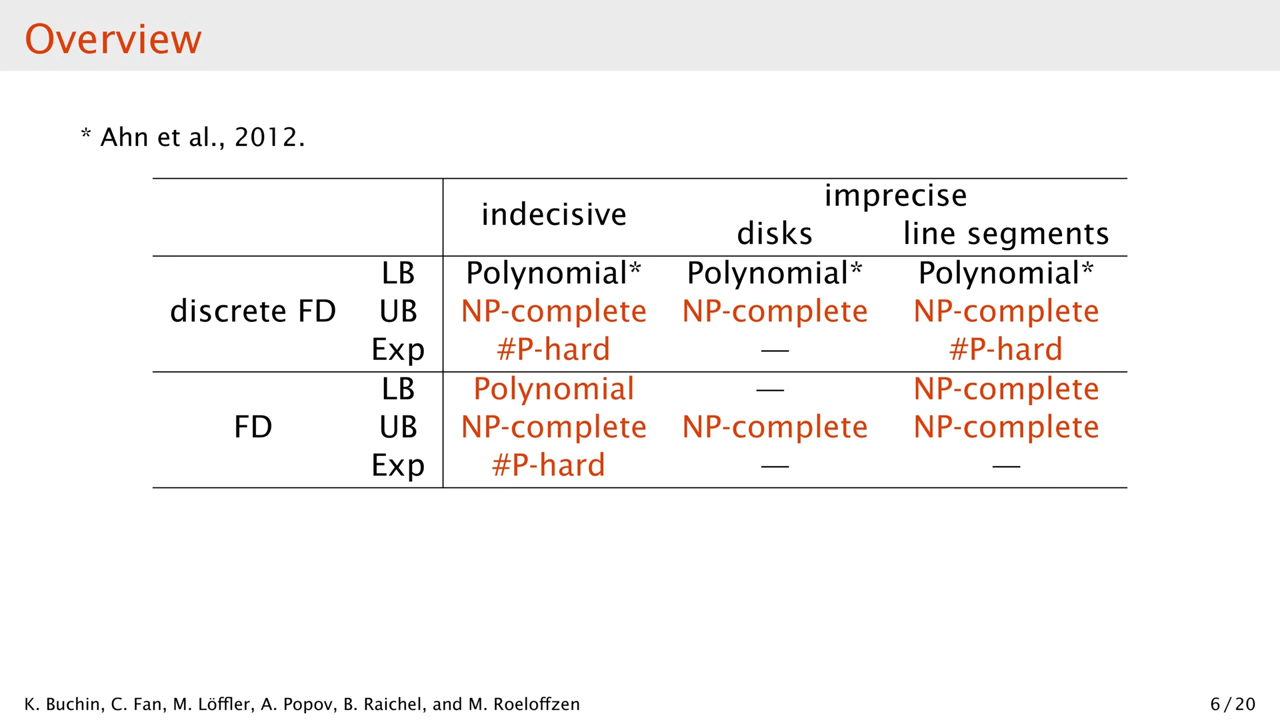 Overview
* Ahn et al., 2012.
indecisive imprecise
disks line segments
LB Polynomial* Polynomial* Polynomial*
discrete FD UB NP-complete NP-complete NP-complete
Exp #P-hard — #P-hard
LB Polynomial — NP-complete
FD UB NP-complete NP-complete NP-complete
Exp #P-hard — —
K. Buchin, C. Fan, M. Löffler, A. Popov, B. Raichel, and M. Roeloffzen 6 / 20